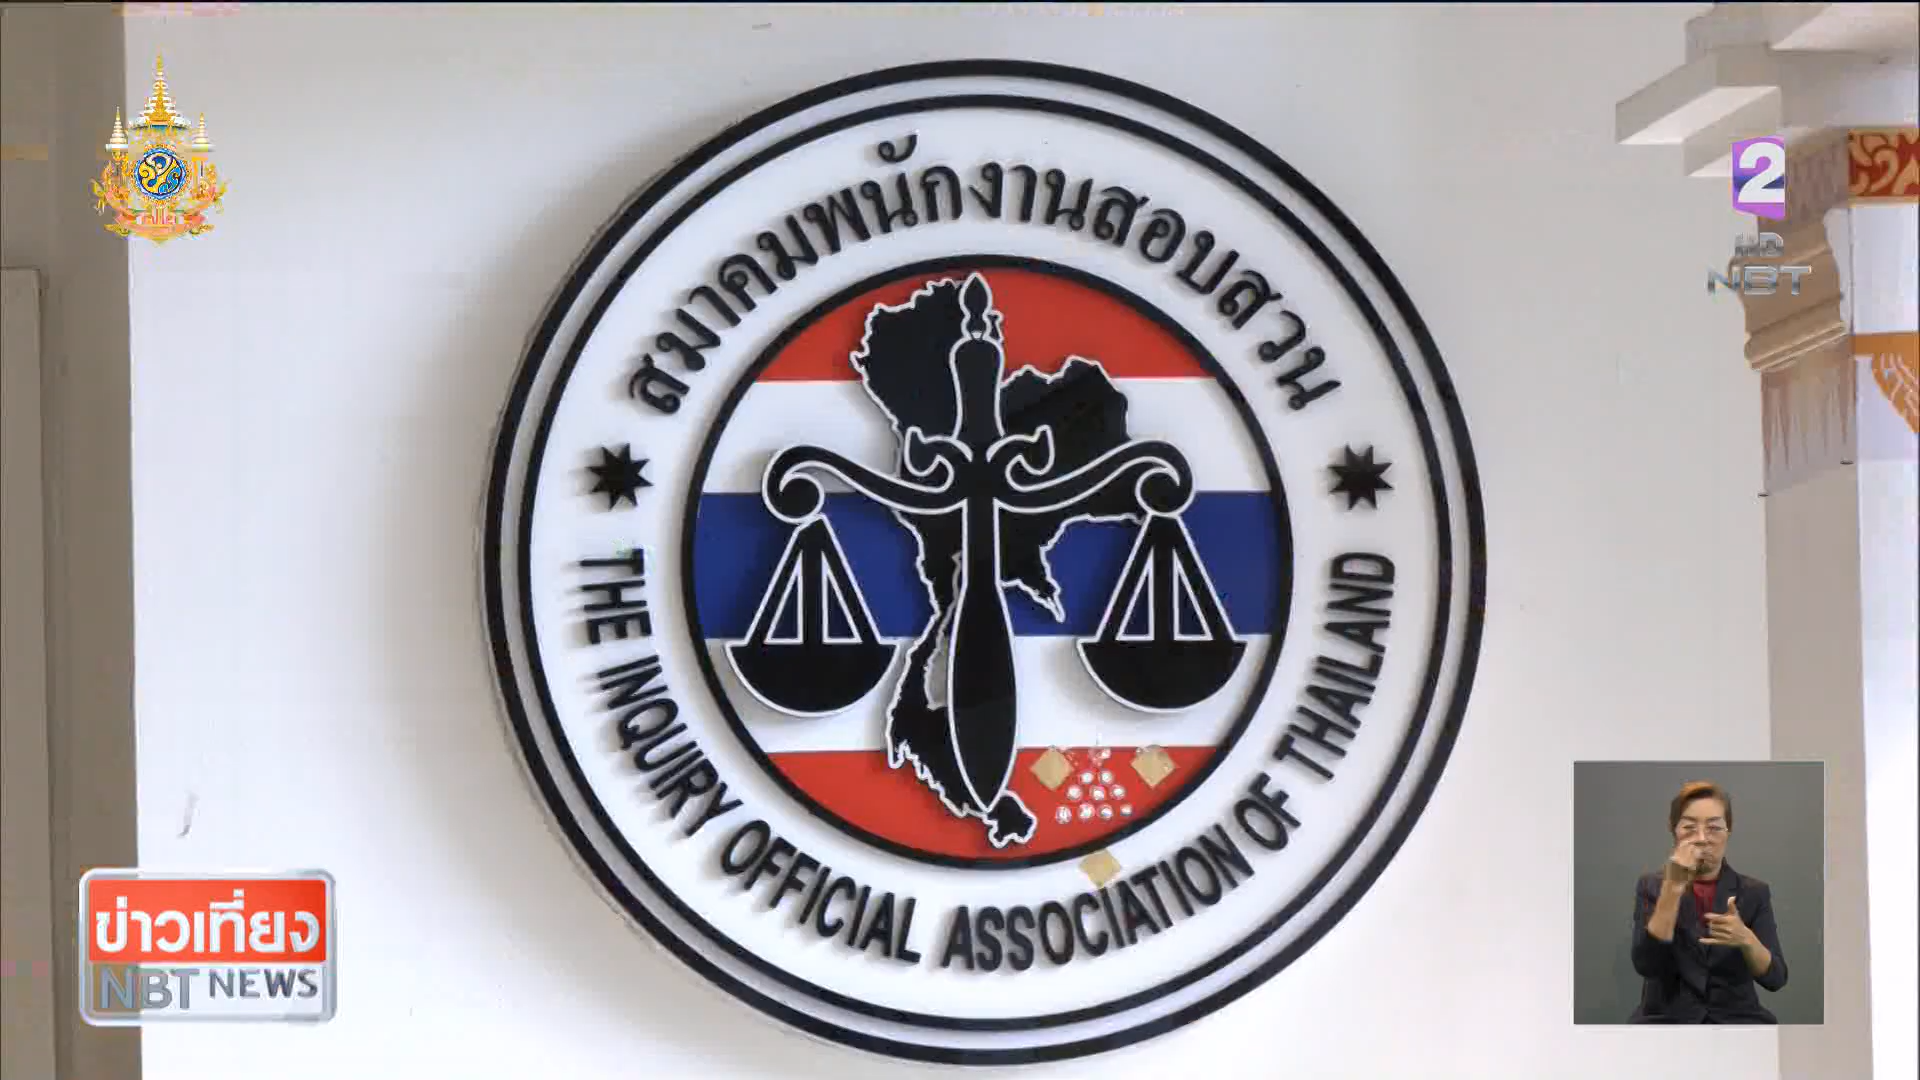 สมาคมพนักงานสอบสวน
THE INQUIRY OFFICIAL ASSOCIATION OF THAILAND
2
HD
NBT
ข่าวเที่ยง
NBT NEWS